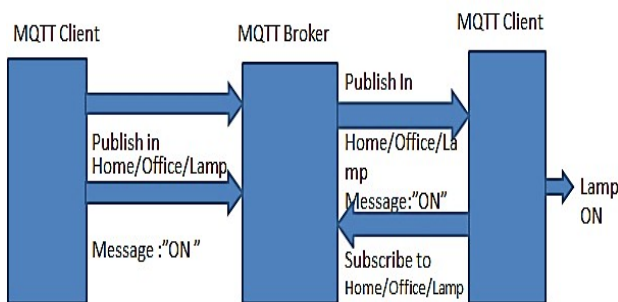 MQTT Client
MQTT Broker
MQTT Client
Publish in
Home/Office/Lamp
Message :”ON ”
Publish In
Home/Office/La
mp
Message:”ON”
Subscribe to
Home/Office/Lamp
Lamp
ON